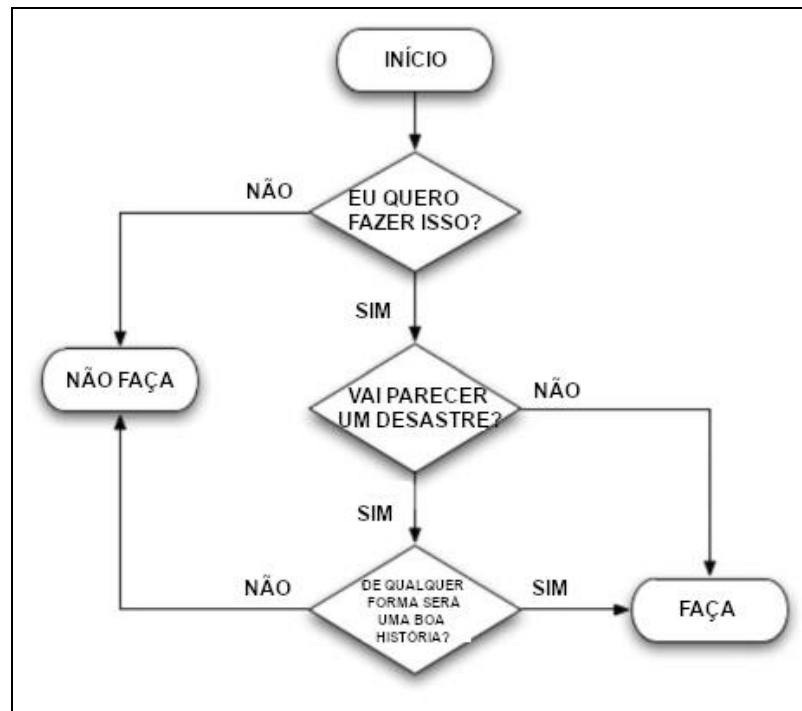 INÍCIO
NÃO
EU QUERO
FAZER ISSO?
SIM
NÃO FAÇA
VAI PARECER
UM DESASTRE?
NÃO
SIM
NÃO
DE QUALQUER
FORMA SERÁ
UMA BOA
HISTÓRIA?
SIM
FAÇA